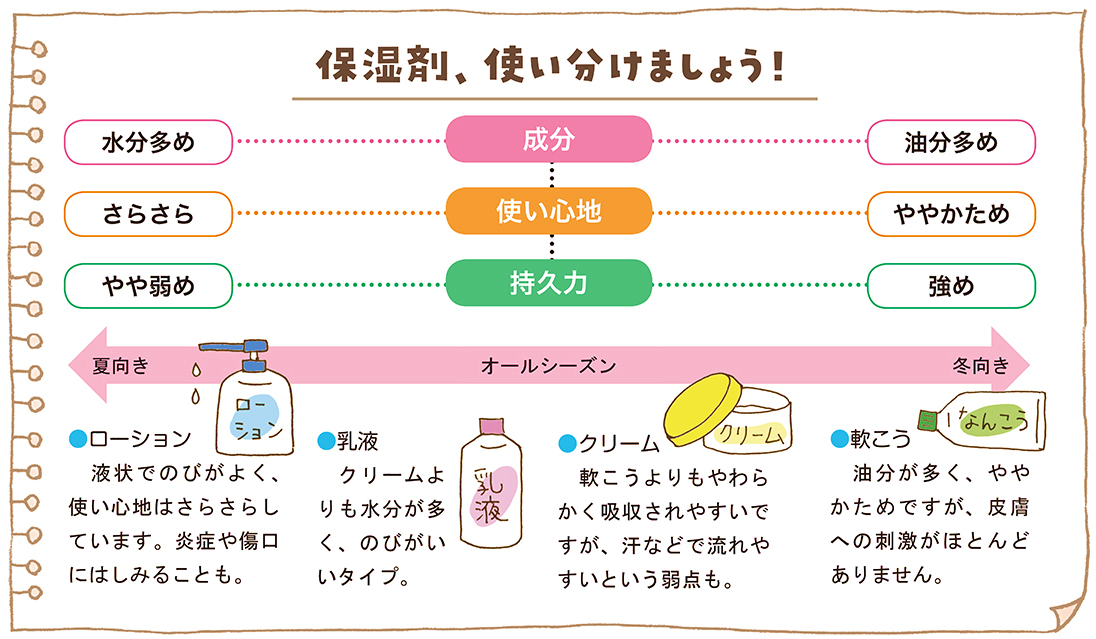 保湿剤、使い分けましょう！
水分多め 成分 油分多め
さらさら 使い心地 ややかため
やや弱め 持久力 強め
夏向き オールシーズン 冬向き
ローション
●ローション
液状でのびがよく、
使い心地はさらさらし
ています。炎症や傷口
にはしみることも。
乳液
●乳液
クリームよ
りも水分が多
く、のびがい
いタイプ。
クリーム
●クリーム
軟こうよりもやわら
かく吸収されやすいで
すが、汗などで流れや
すいという弱点も。
なんこう
●軟こう
油分が多く、やや
かためですが、皮膚
への刺激がほとんど
ありません。